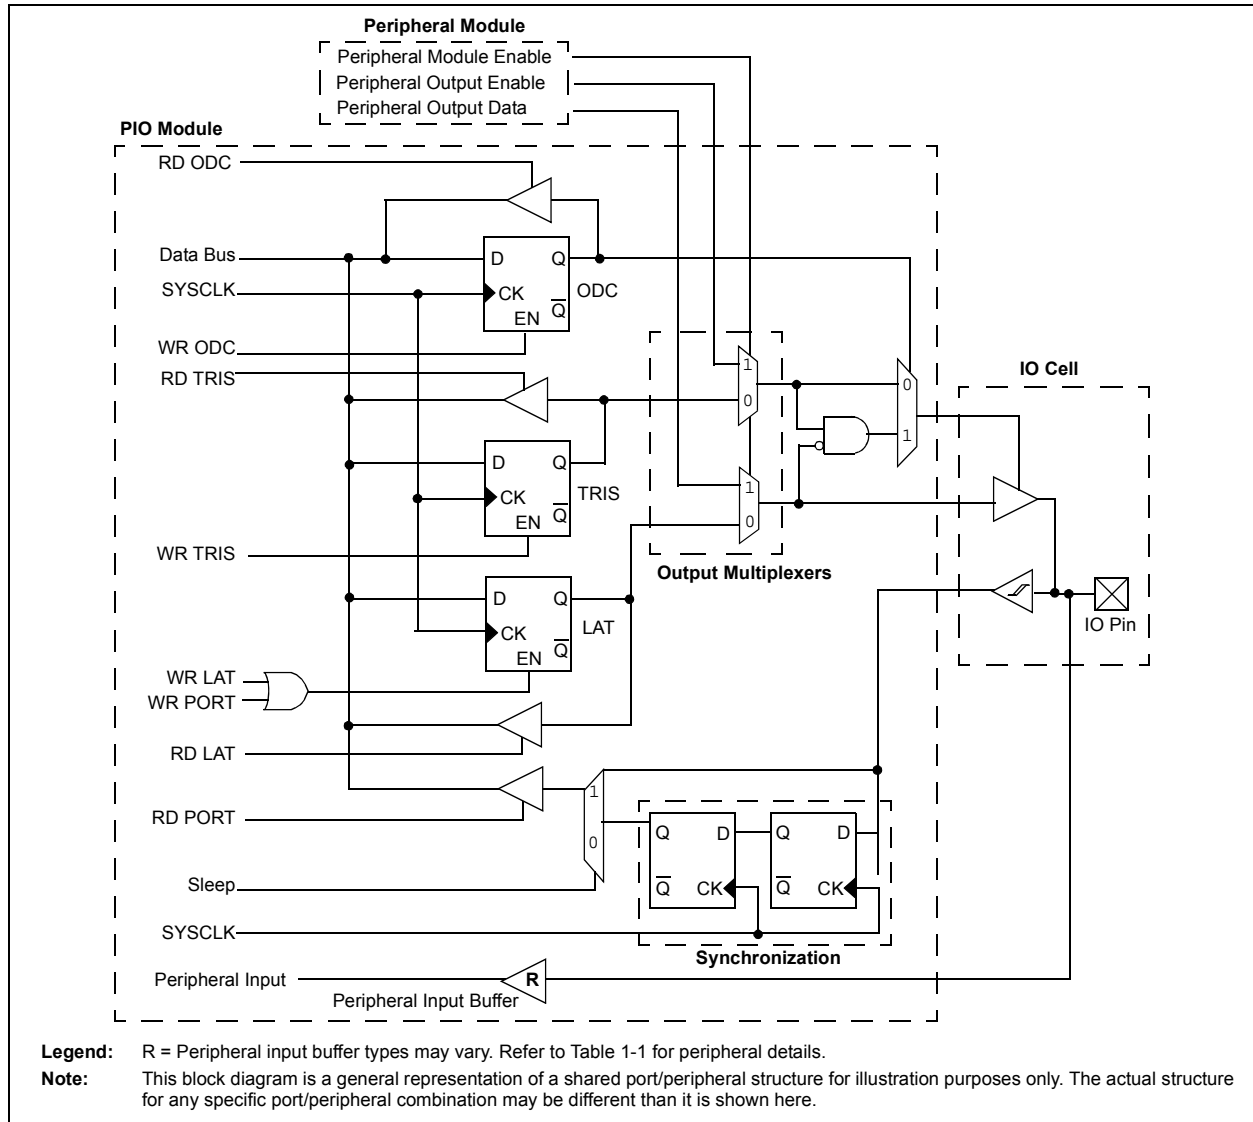 Peripheral Module
Peripheral Module Enable
Peripheral Output Enable
Peripheral Output Data
PIO Module
RD ODC
Data Bus
D
Q
SYSCLK
CK
ODC
Q
EN
WR ODC
RD TRIS
1
0
IO Cell
0
1
D
Q
CK
TRIS
Q
EN
1
0
WR TRIS
Output Multiplexers
D
Q
CK
LAT
Q
EN
IO Pin
WR LAT
WR PORT
RD LAT
1
0
RD PORT
Q
D
Q
D
Q
CK
Q
CK
Sleep
SYSCLK
Synchronization
Peripheral Input
R
Peripheral Input Buffer
Legend: R = Peripheral input buffer types may vary. Refer to Table 1-1 for peripheral details.
Note: This block diagram is a general representation of a shared port/peripheral structure for illustration purposes only. The actual structure
for any specific port/peripheral combination may be different than it is shown here.